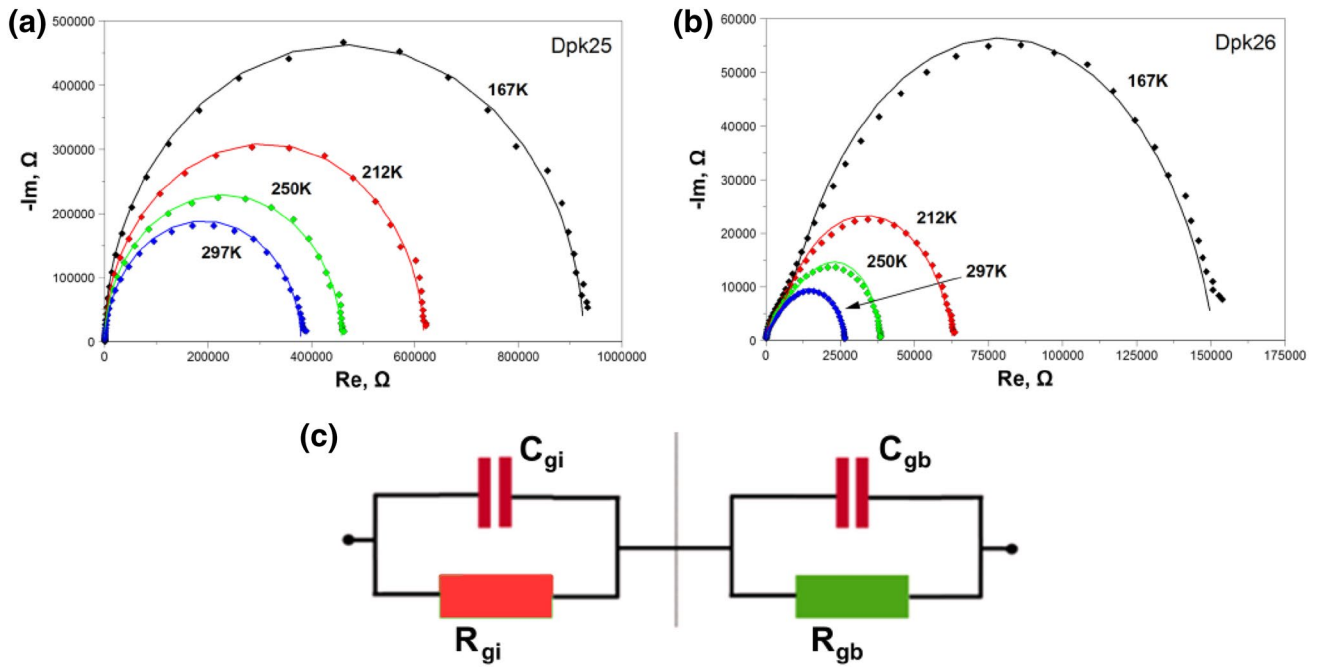 (a)
Dpk25
500000
400000
300000
200000
100000
0
-Im, Ω
167K
212K
250K
297K
0
200000
400000
600000
800000
1000000
Re, Ω
(b)
Dpk26
60000
50000
40000
30000
20000
10000
0
-Im, Ω
167K
212K
250K
297K
0
25000
50000
75000
100000
125000
150000
175000
Re, Ω
(c)
Cgi
Cgb
Rgi
Rgb